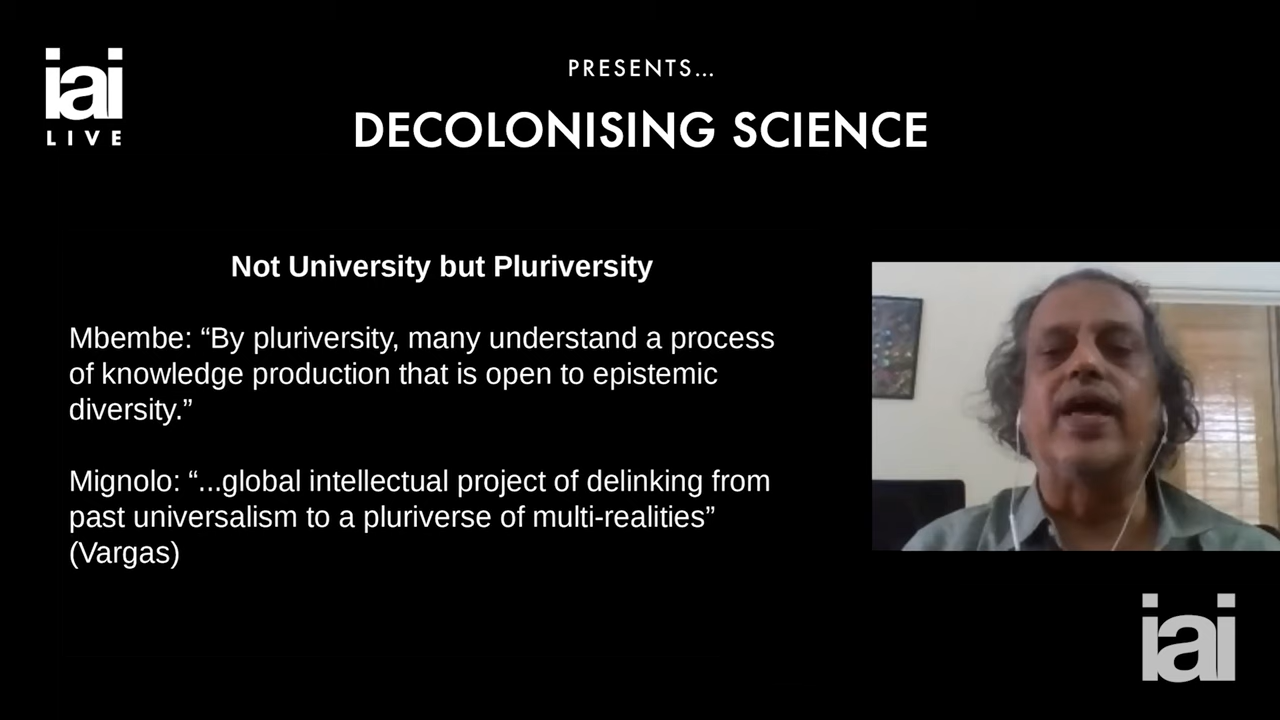 iai
LIVE
PRESENTS...
DECOLONISING SCIENCE
Not University but Pluriversity
Mbembe: “By pluriversity, many understand a process
of knowledge production that is open to epistemic
diversity.”
Mignolo: “...global intellectual project of delinking from
past universalism to a pluriverse of multi-realities”
(Vargas)
iai